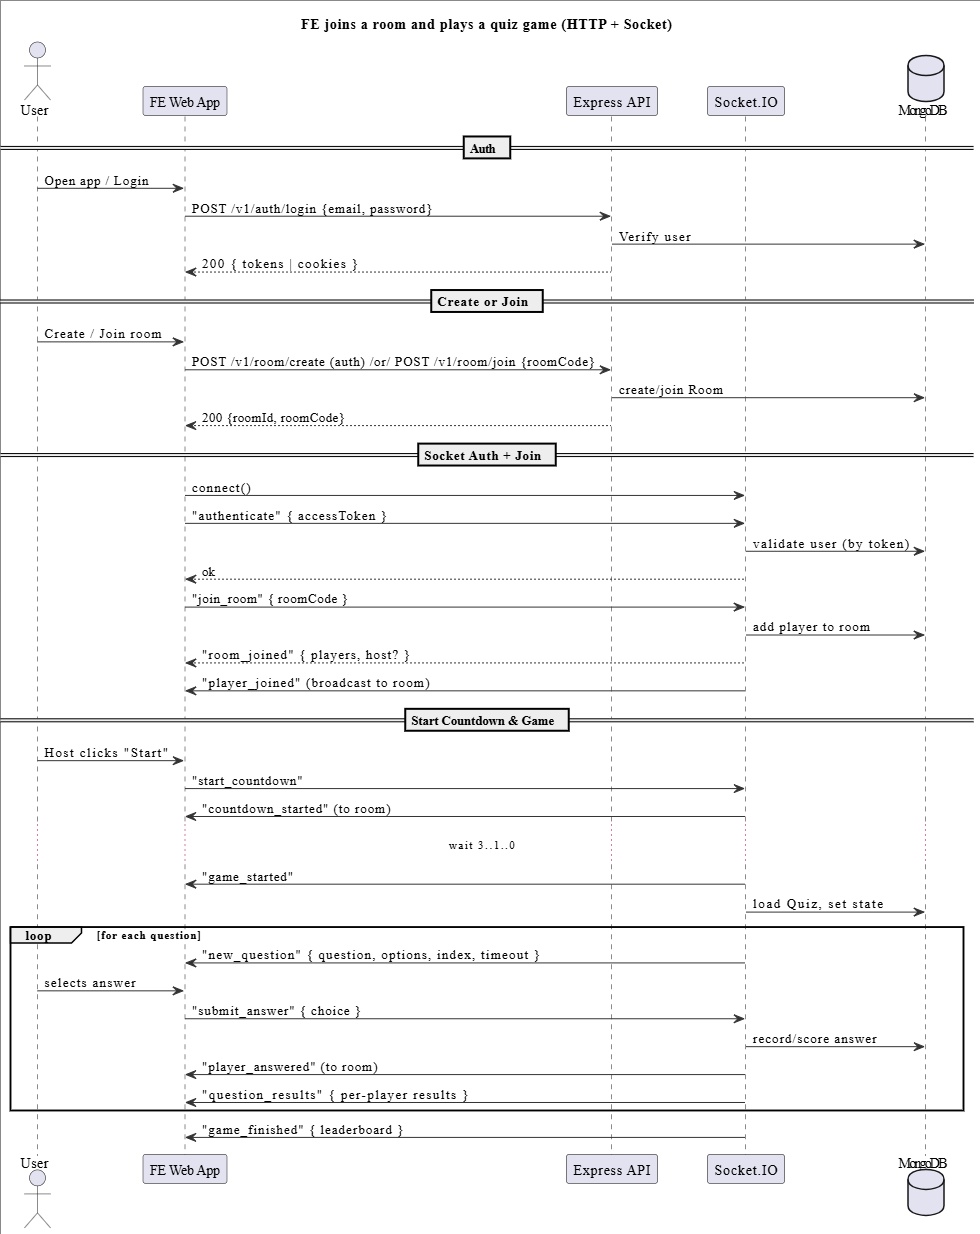 FE joins a room and plays a quiz game (HTTP + Socket)
User
FE Web App
Express API
Socket.IO
MongoDB
Auth
Open app / Login
POST /v1/auth/login {email, password}
Verify user
200 { tokens | cookies }
Create or Join
Create / Join room
POST /v1/room/create (auth) /or/ POST /v1/room/join {roomCode}
create/join Room
200 {roomId, roomCode}
Socket Auth + Join
connect()
"authenticate" { accessToken }
validate user (by token)
ok
"join_room" { roomCode }
add player to room
"room_joined" { players, host? }
"player_joined" (broadcast to room)
Start Countdown & Game
Host clicks "Start"
"start_countdown"
"countdown_started" (to room)
wait 3..1..0
"game_started"
load Quiz, set state
loop
[for each question]
"new_question" { question, options, index, timeout }
selects answer
"submit_answer" { choice }
record/score answer
"player_answered" (to room)
"question_results" { per-player results }
"game_finished" { leaderboard }
User
FE Web App
Express API
Socket.IO
MongoDB